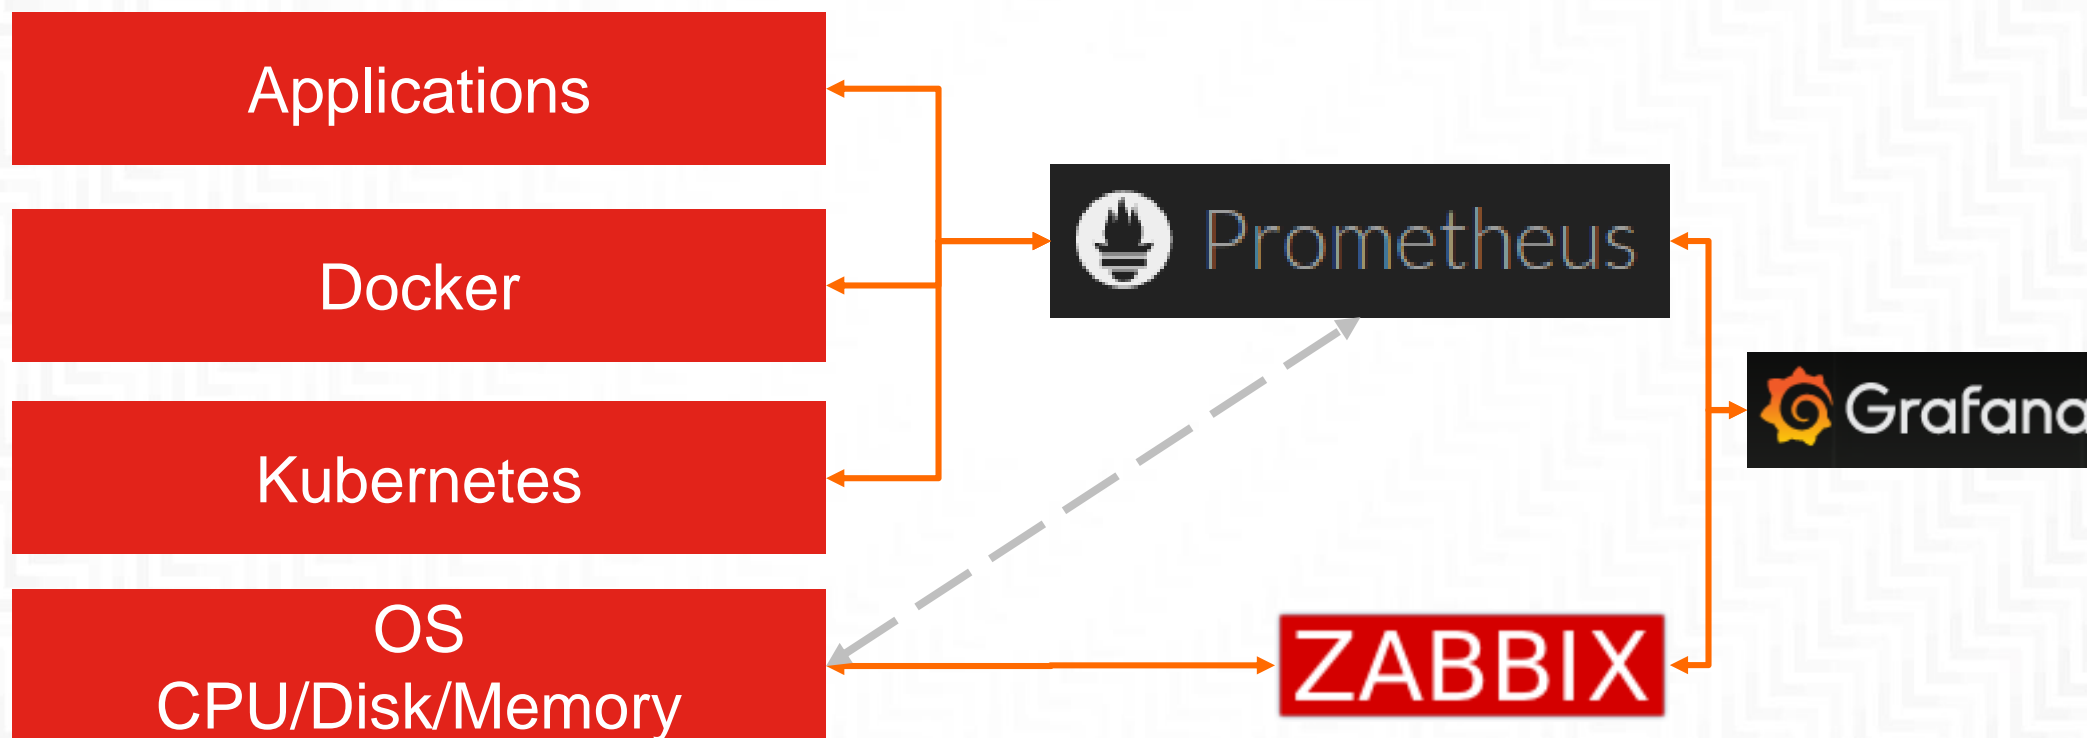 Applications
Docker
Kubernetes
OS
CPU/Disk/Memory
Prometheus
Grafana
ZABBIX